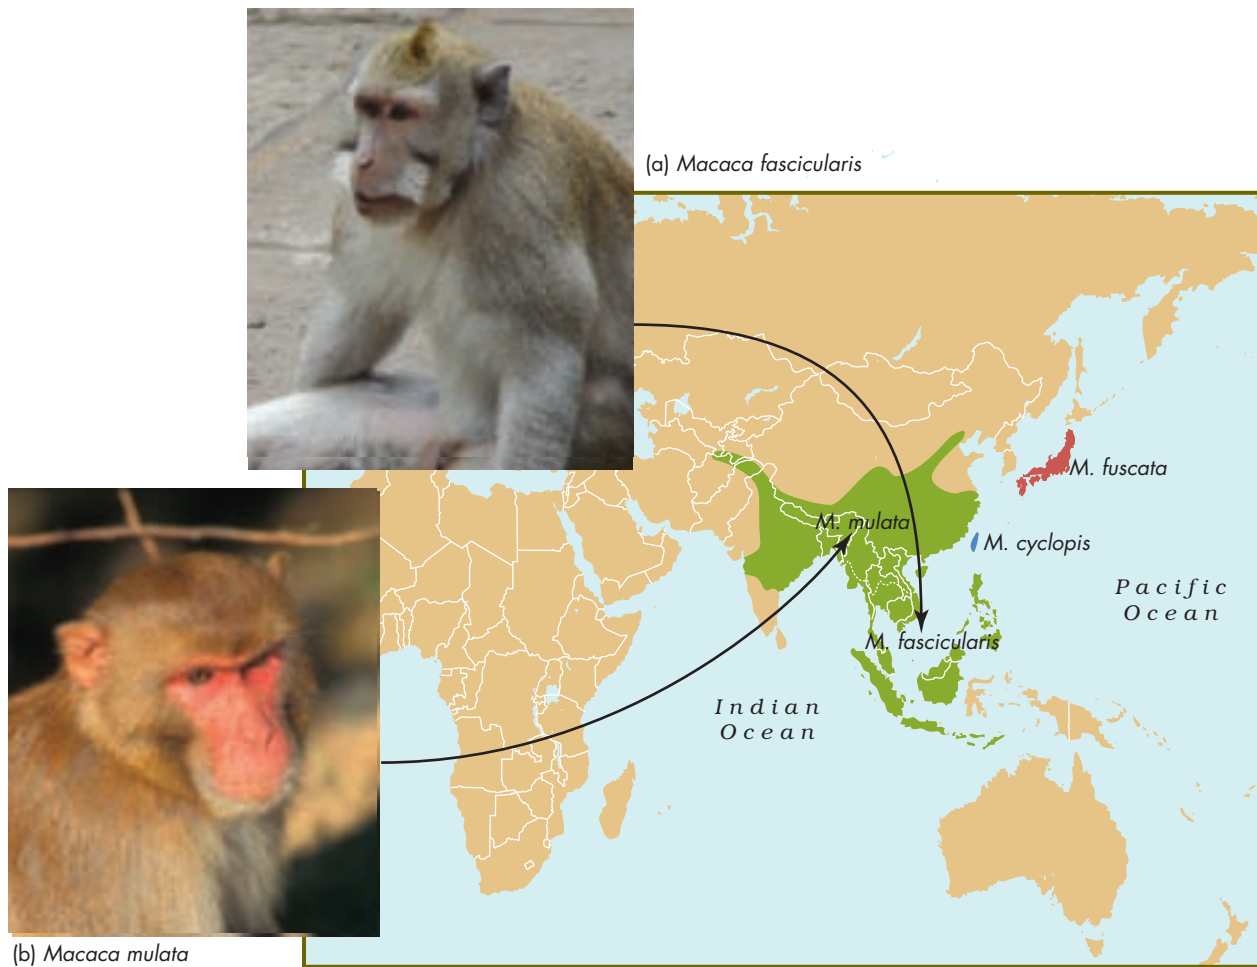 (a) Macaca fascicularis
M. fuscata
M. mulata
M. cyclopis
Pacific
Ocean
M. fascicularis
Indian
Ocean
(b) Macaca mulata